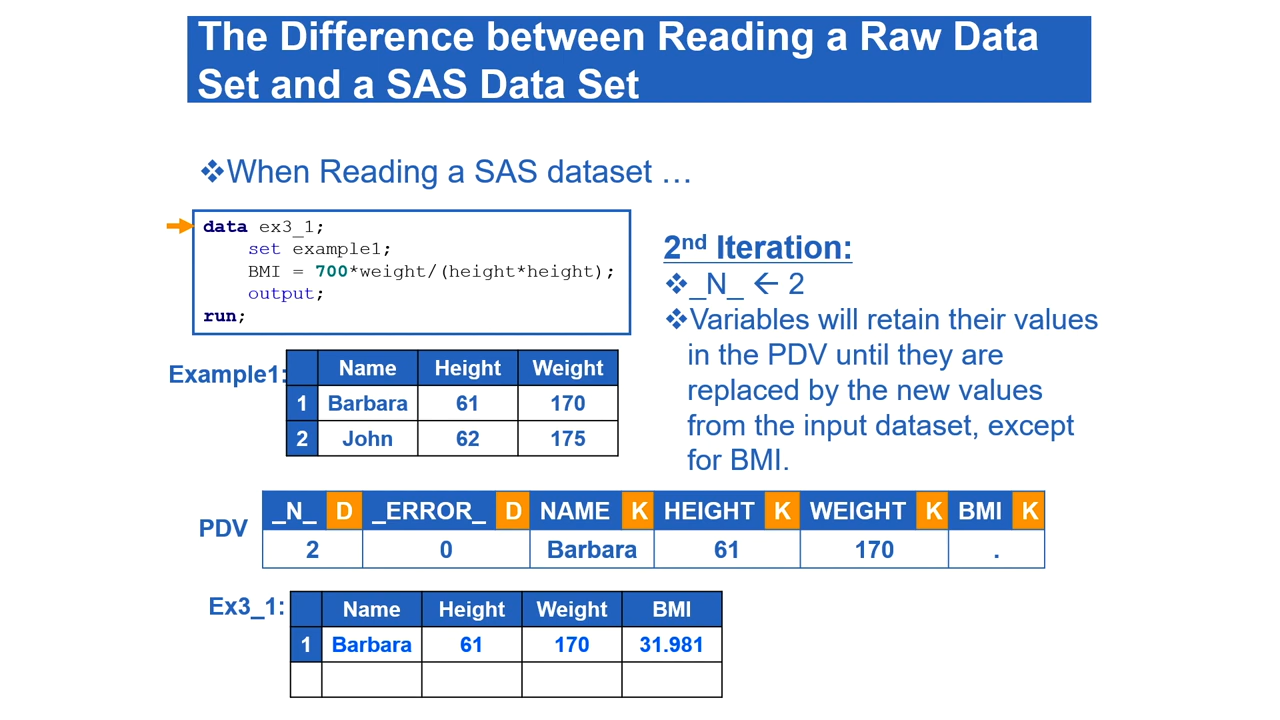 The Difference between Reading a Raw Data
Set and a SAS Data Set
❖When Reading a SAS dataset …
data ex3_1;
set example1;
BMI = 700*weight/(height*height);
output;
run;
2nd Iteration:
❖_N_ ← 2
❖Variables will retain their values
in the PDV until they are
replaced by the new values
from the input dataset, except
for BMI.
Example1:
Name Height Weight
1 Barbara 61 170
2 John 62 175
PDV
_N_ D _ERROR_ D NAME K HEIGHT K WEIGHT K BMI K
2 0 Barbara 61 170 .
Ex3_1:
Name Height Weight BMI
1 Barbara 61 170 31.981